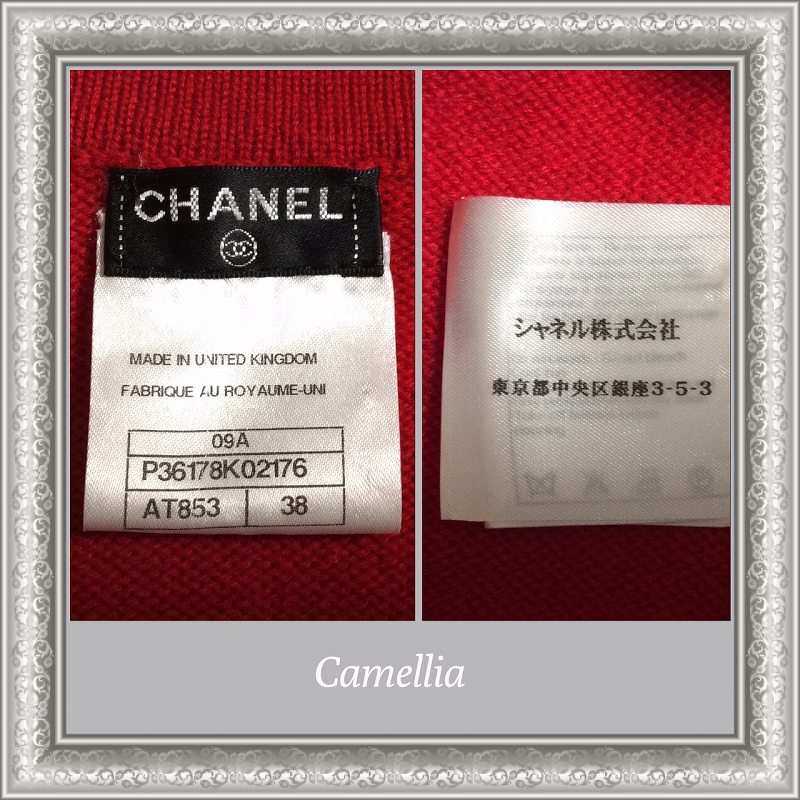 CHANEL
MADE IN UNITED KINGDOM
FABRIQUE AU ROYAUME-UNI
09A
P36178K02176
AT853 38
シャネル株式会社
東京都中央区銀座3-5-3
Camellia